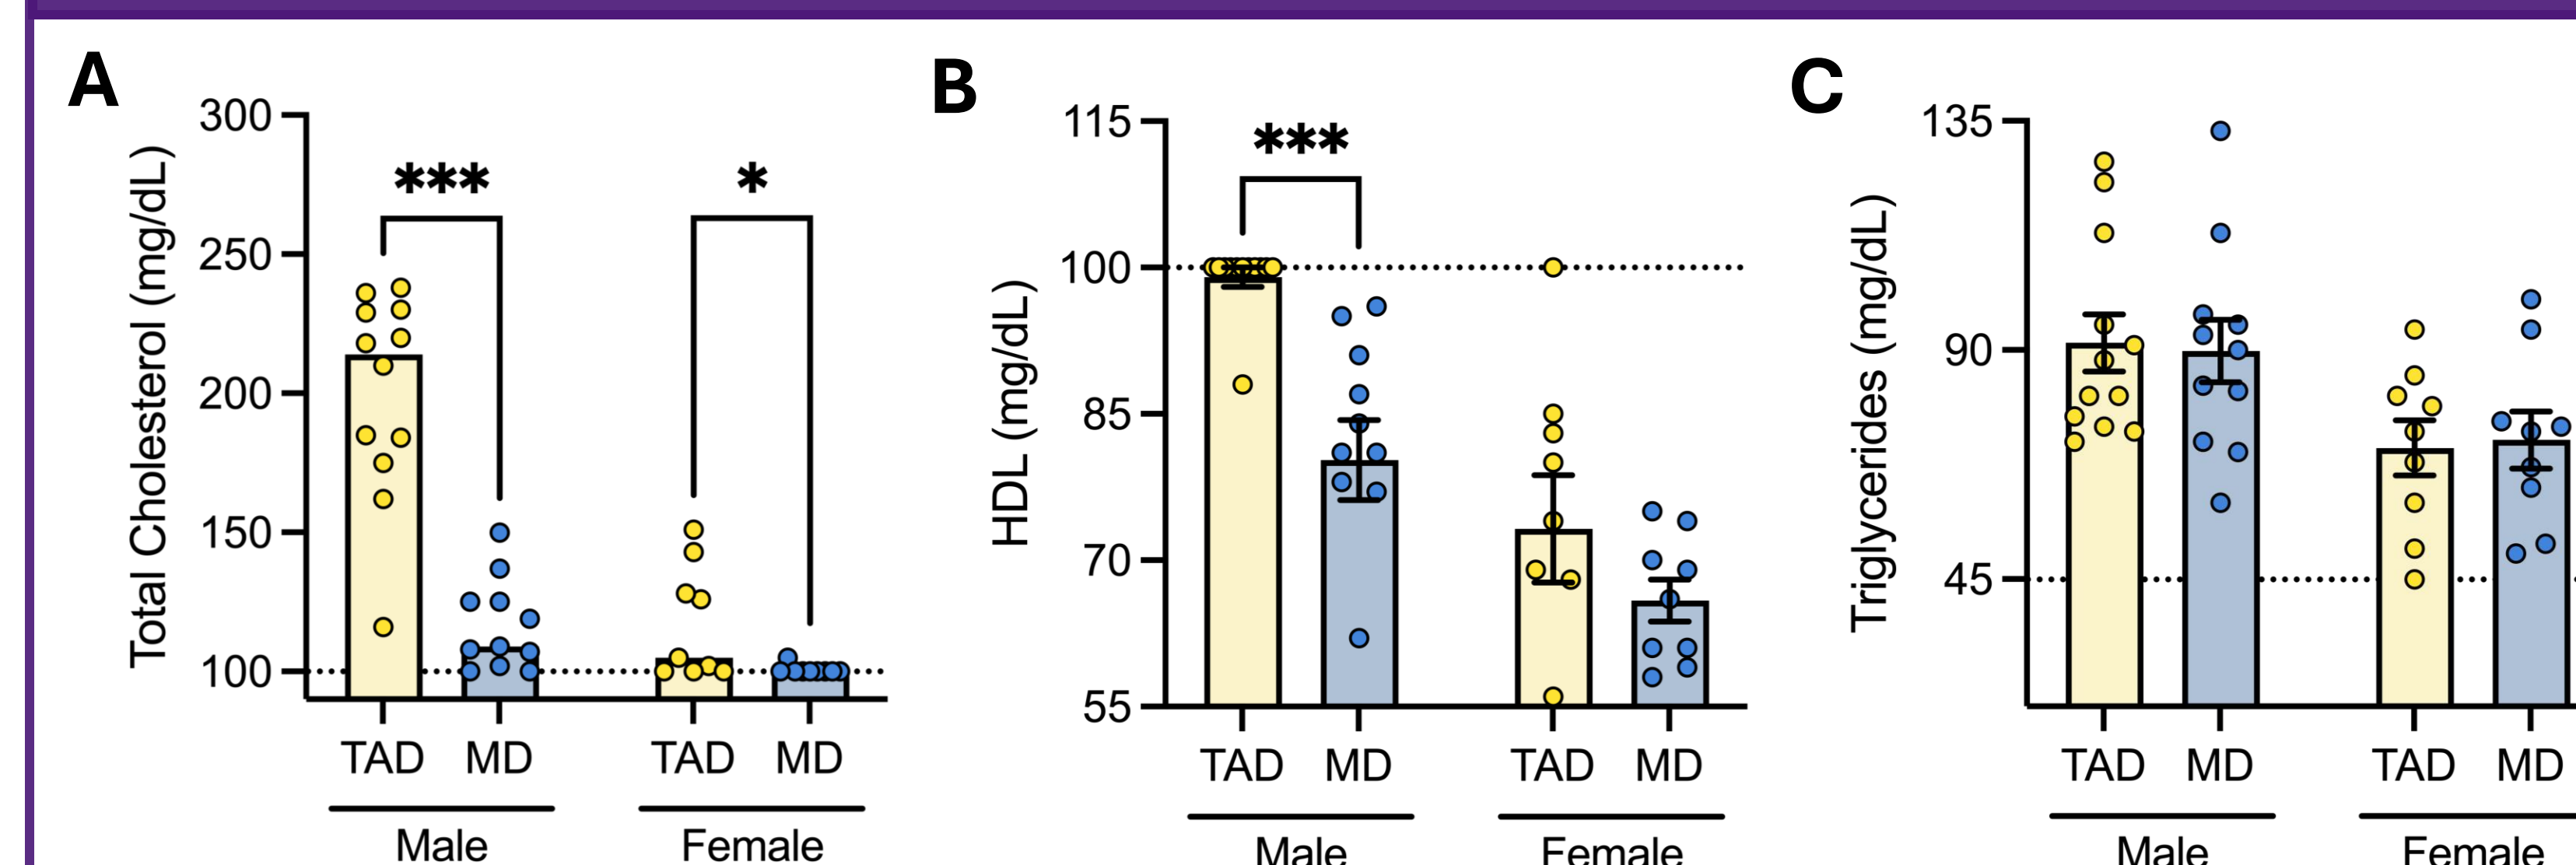 A
Total Cholesterol (mg/dL)
300
250
200
150
100
***
*
TAD MD TAD MD
Male Female
B
HDL (mg/dL)
115
100
85
70
55
***
TAD MD TAD MD
Male Female
C
Triglycerides (mg/dL)
135
90
45
TAD MD TAD MD
Male Female